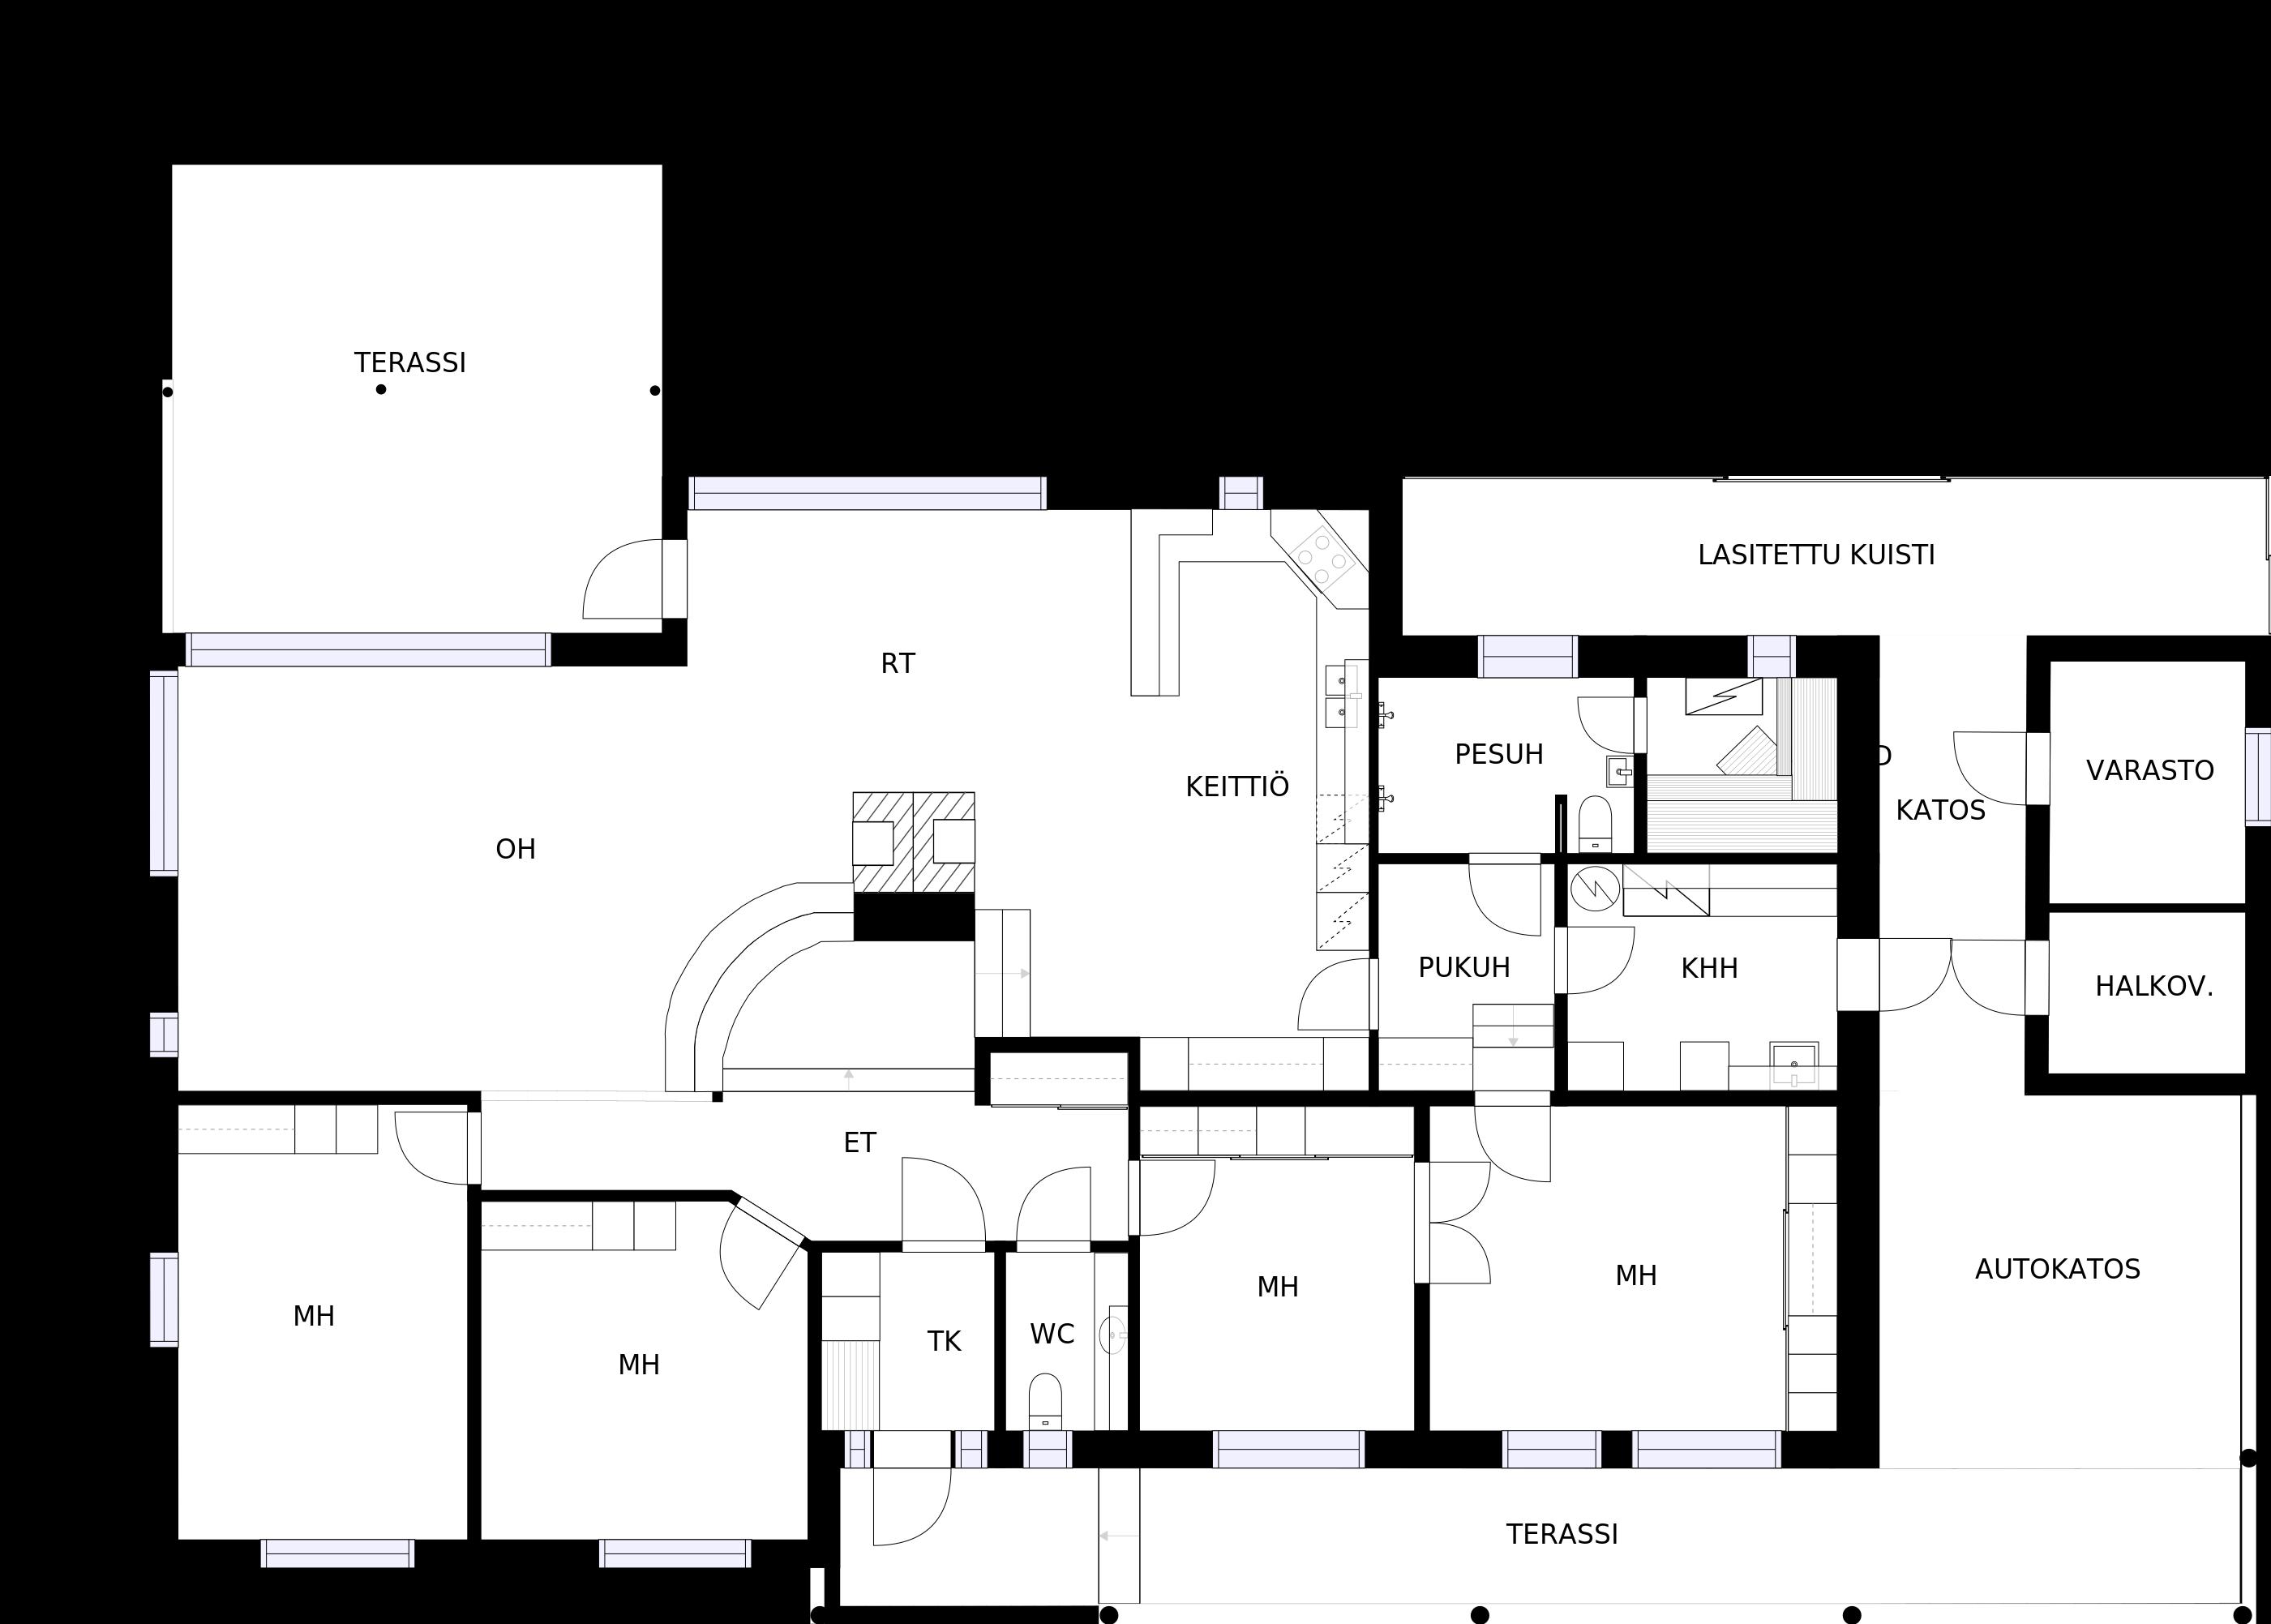 TERASSI
LASITETTU KUISTI
RT
PESUH
VARASTO
KEITTIÖ
KATOS
OH
PUKUH
KHH
HALKOV.
ET
AUTOKATOS
MH
MH
MH
MH
TK
WC
TERASSI